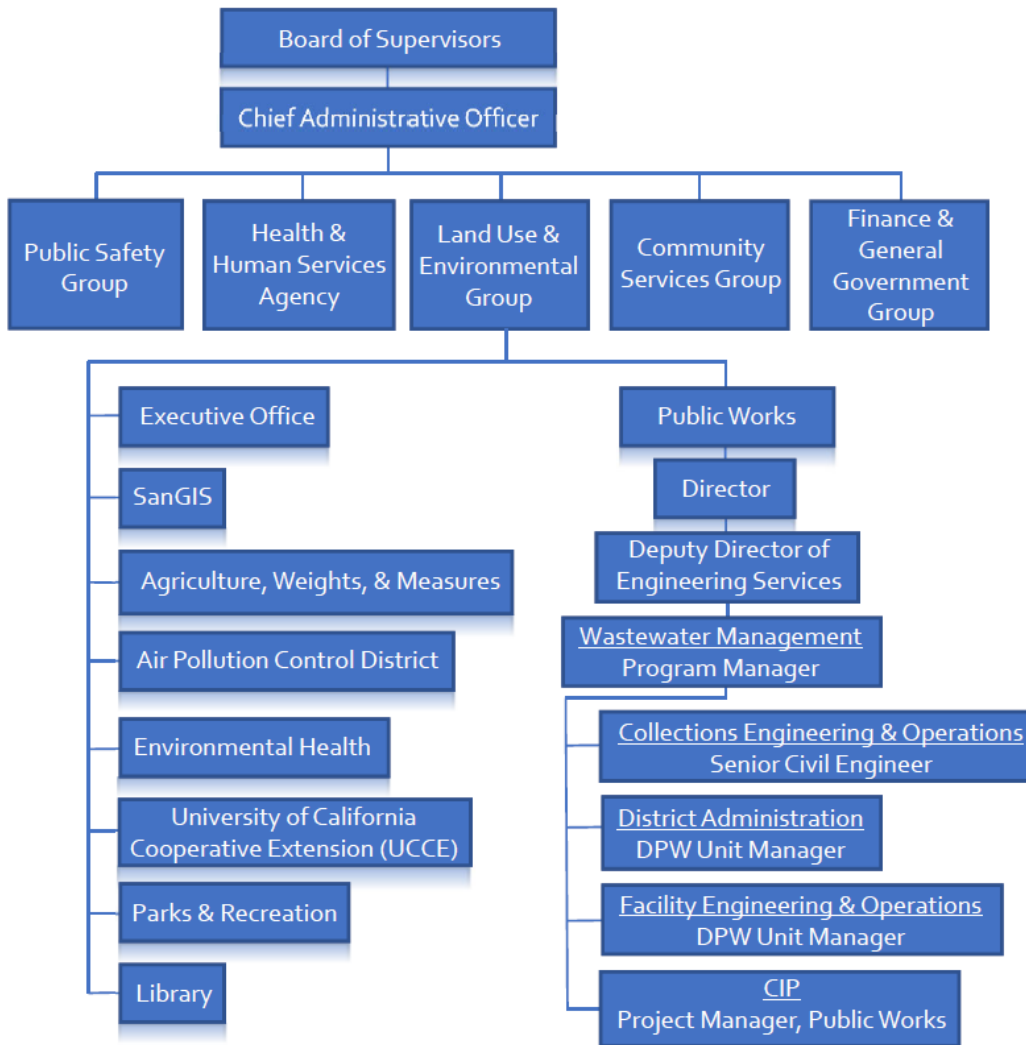 Board of Supervisors
Chief Administrative Officer
Public Safety
Group
Health &
Human Services
Agency
Land Use &
Environmental
Group
Community
Services Group
Finance &
General
Government
Group
Executive Office
SanGIS
Agriculture, Weights, & Measures
Air Pollution Control District
Environmental Health
University of California
Cooperative Extension (UCCE)
Parks & Recreation
Library
Public Works
Director
Deputy Director of
Engineering Services
Wastewater Management
Program Manager
Collections Engineering & Operations
Senior Civil Engineer
District Administration
DPW Unit Manager
Facility Engineering & Operations
DPW Unit Manager
CIP
Project Manager, Public Works